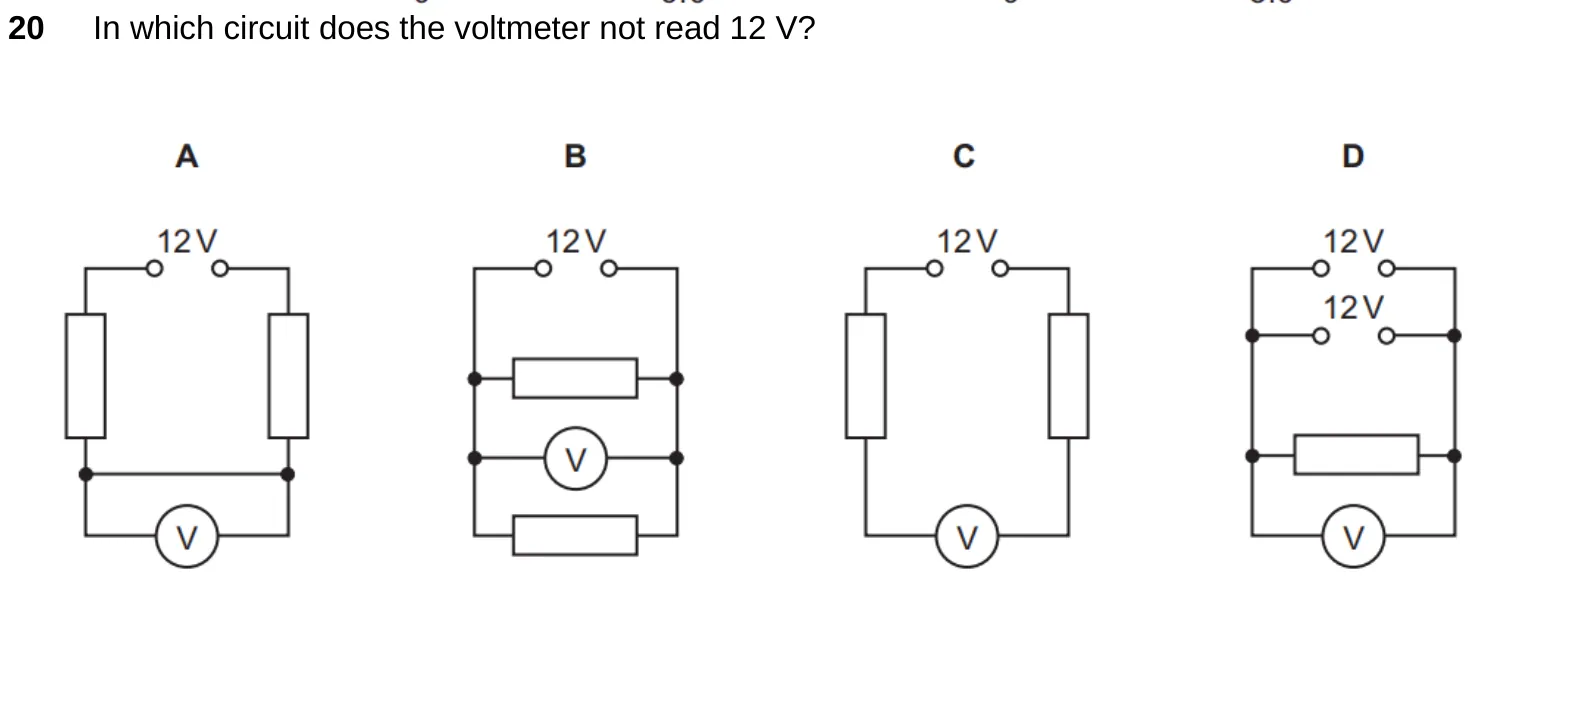 20 In which circuit does the voltmeter not read 12 V?
A B C D
12 V 12 V 12 V 12 V
12 V
V
V V V